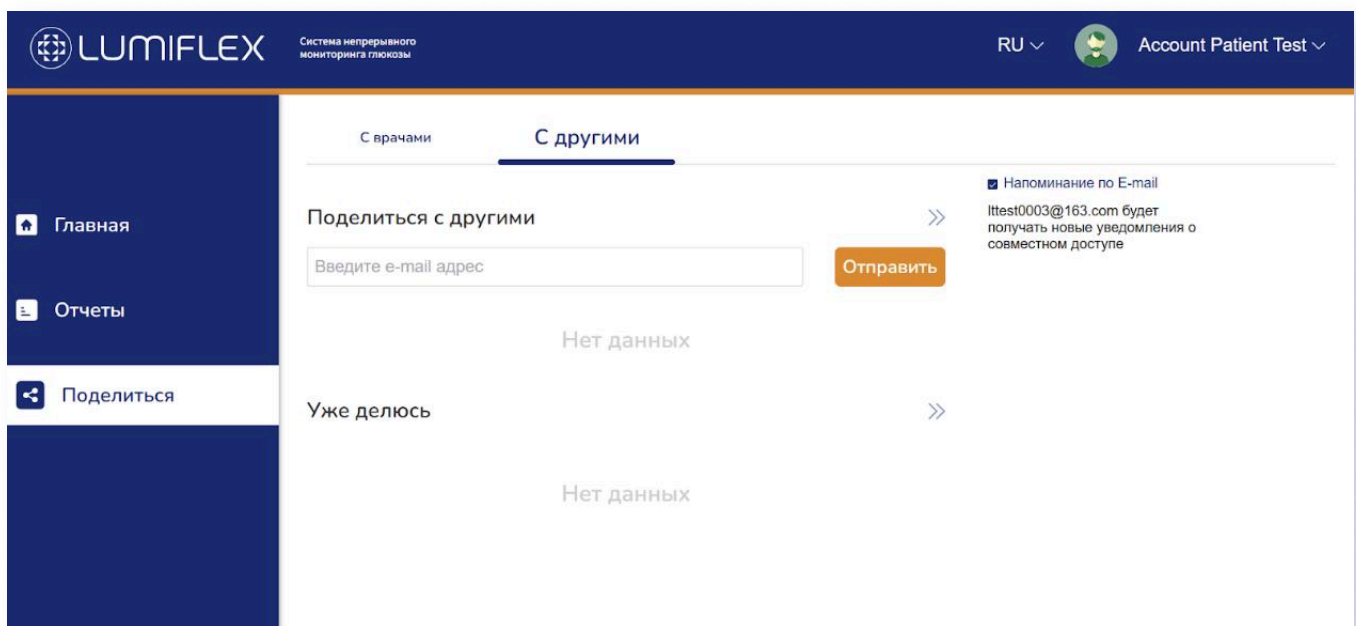 LUMIFLEX
Система непрерывного
мониторинга глюкозы
RU
Account Patient Test
Главная
Отчеты
Поделиться
С врачами
С другими
Поделиться с другими
Введите e-mail адрес
Отправить
Нет данных
Уже делюсь
Нет данных
Напоминание по E-mail
lttest0003@163.com будет
получать новые уведомления о
совместном доступе